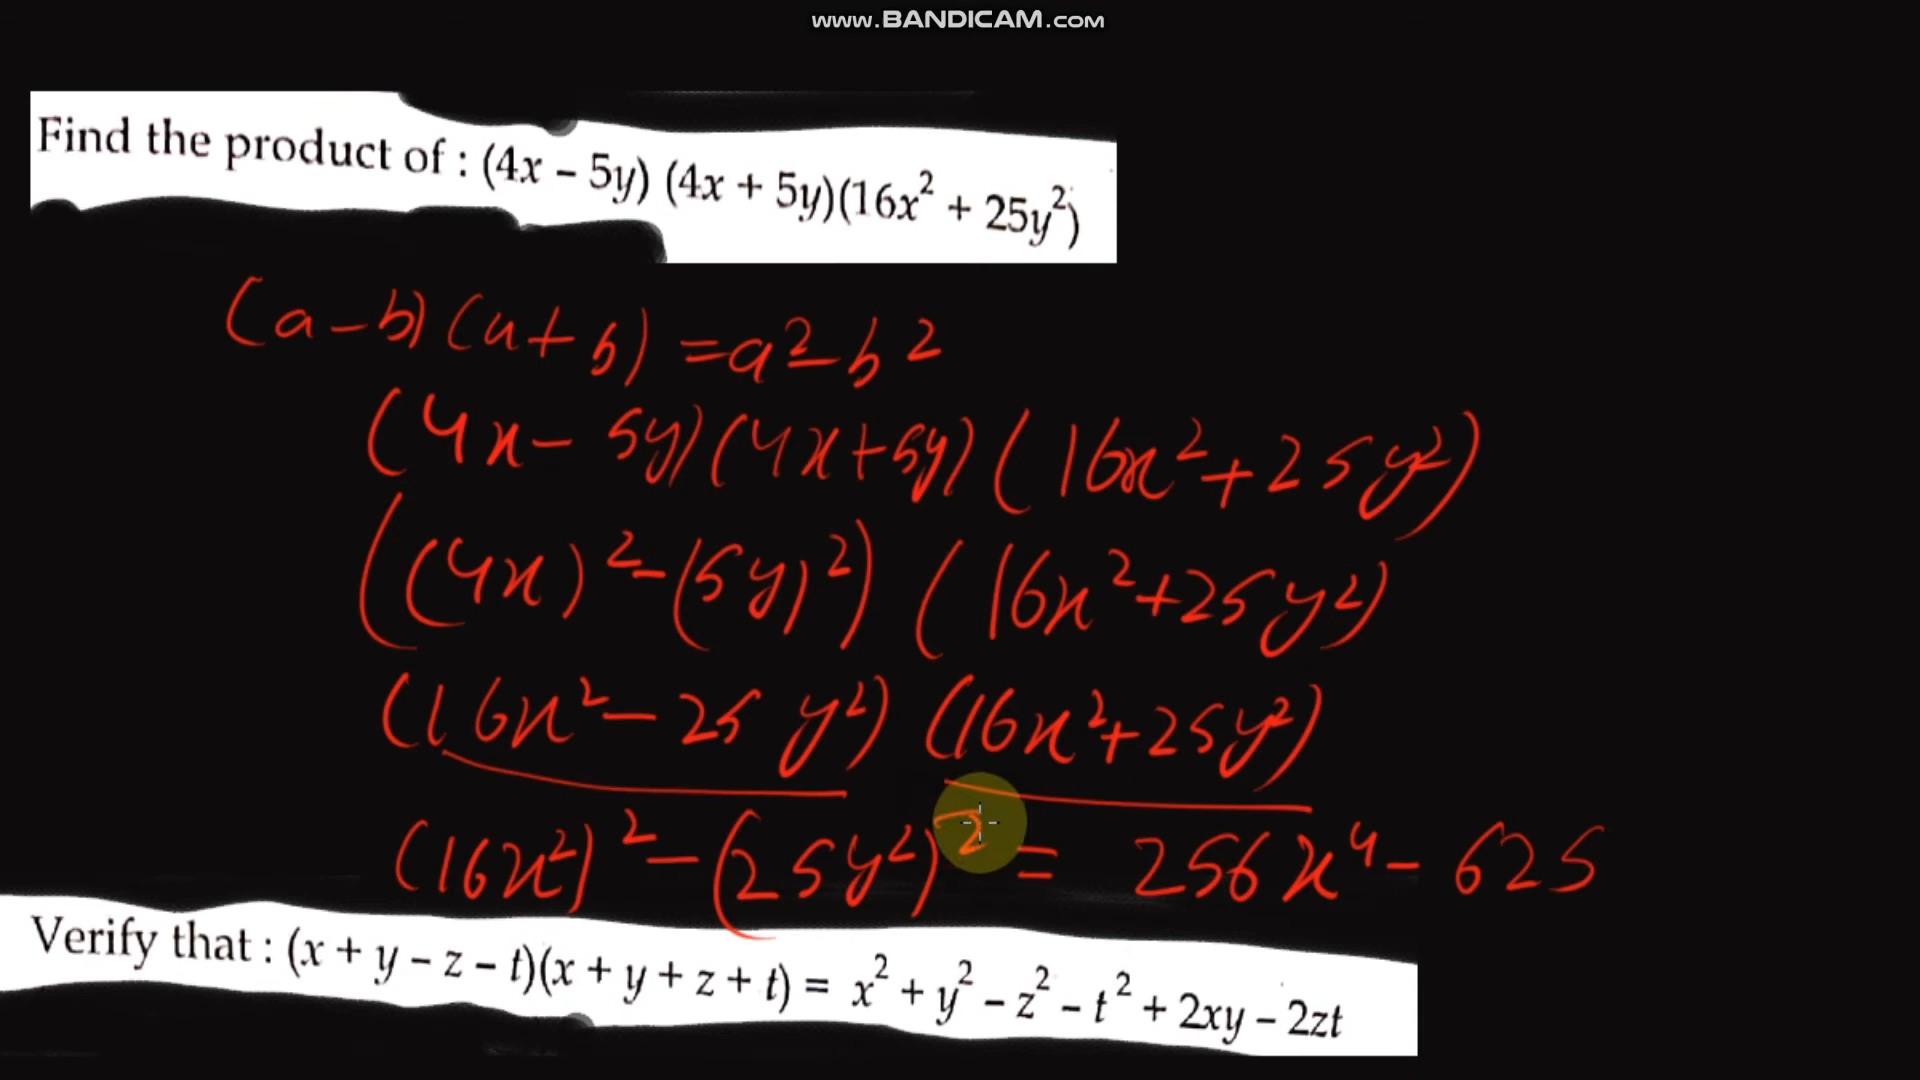 www.BANDICAM.com
Find the product of : (4x – 5y) (4x + 5y)(16x² + 25y²)
(a-b)(a+b) = a²-b²
(4x - 5y)(4x+5y)(16x²+25y²)
((4x)²-(5y)²) (16x²+25y²)
(16x² - 25y²) (16x²+25y²)
(16x²)² - (25y²)² = 256x⁴ - 625
Verify that : (x + y – z – t)(x + y + z + t) = x² + y² – z² – t² + 2xy – 2zt